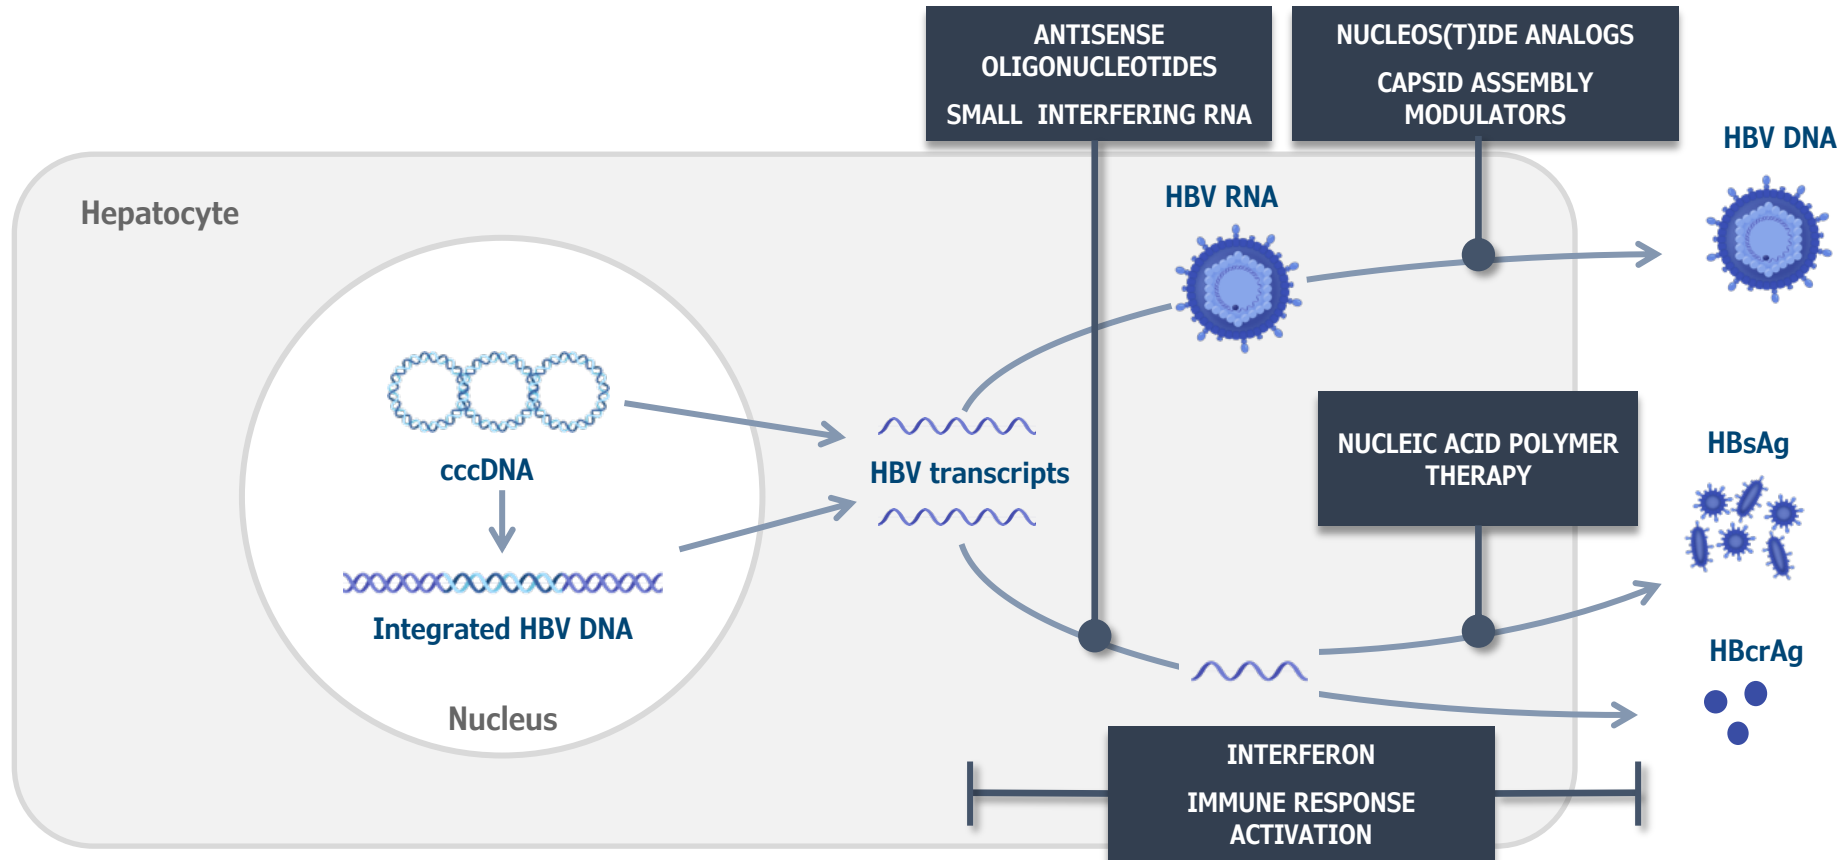 ANTISENSE
OLIGONUCLEOTIDES
SMALL INTERFERING RNA
NUCLEOS(T)IDE ANALOGS
CAPSID ASSEMBLY
MODULATORS
HBV DNA
Hepatocyte
HBV RNA
cccDNA
HBV transcripts
NUCLEIC ACID POLYMER
THERAPY
HBsAg
Integrated HBV DNA
HBcrAg
Nucleus
INTERFERON
IMMUNE RESPONSE
ACTIVATION